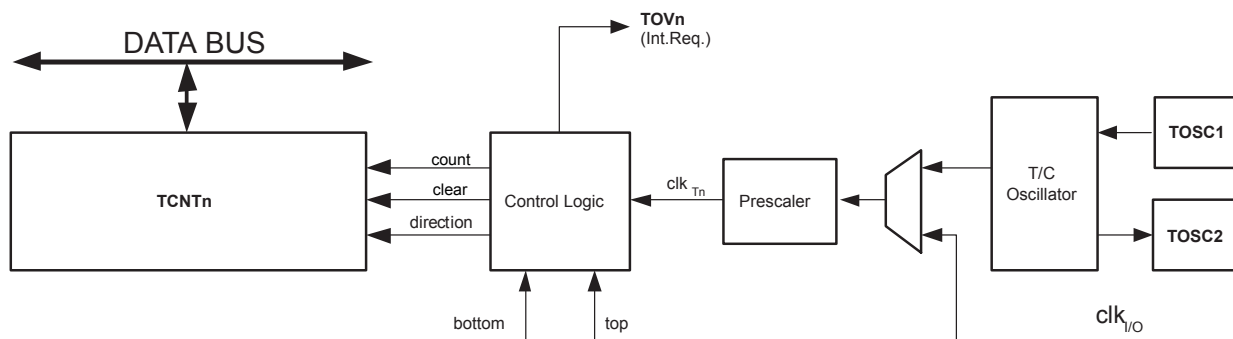 DATA BUS
TOVn
(Int.Req.)
TCNTn
count
clear
direction
Control Logic
clk Tn
Prescaler
T/C
Oscillator
TOSC1
TOSC2
bottom
top
clkI/O